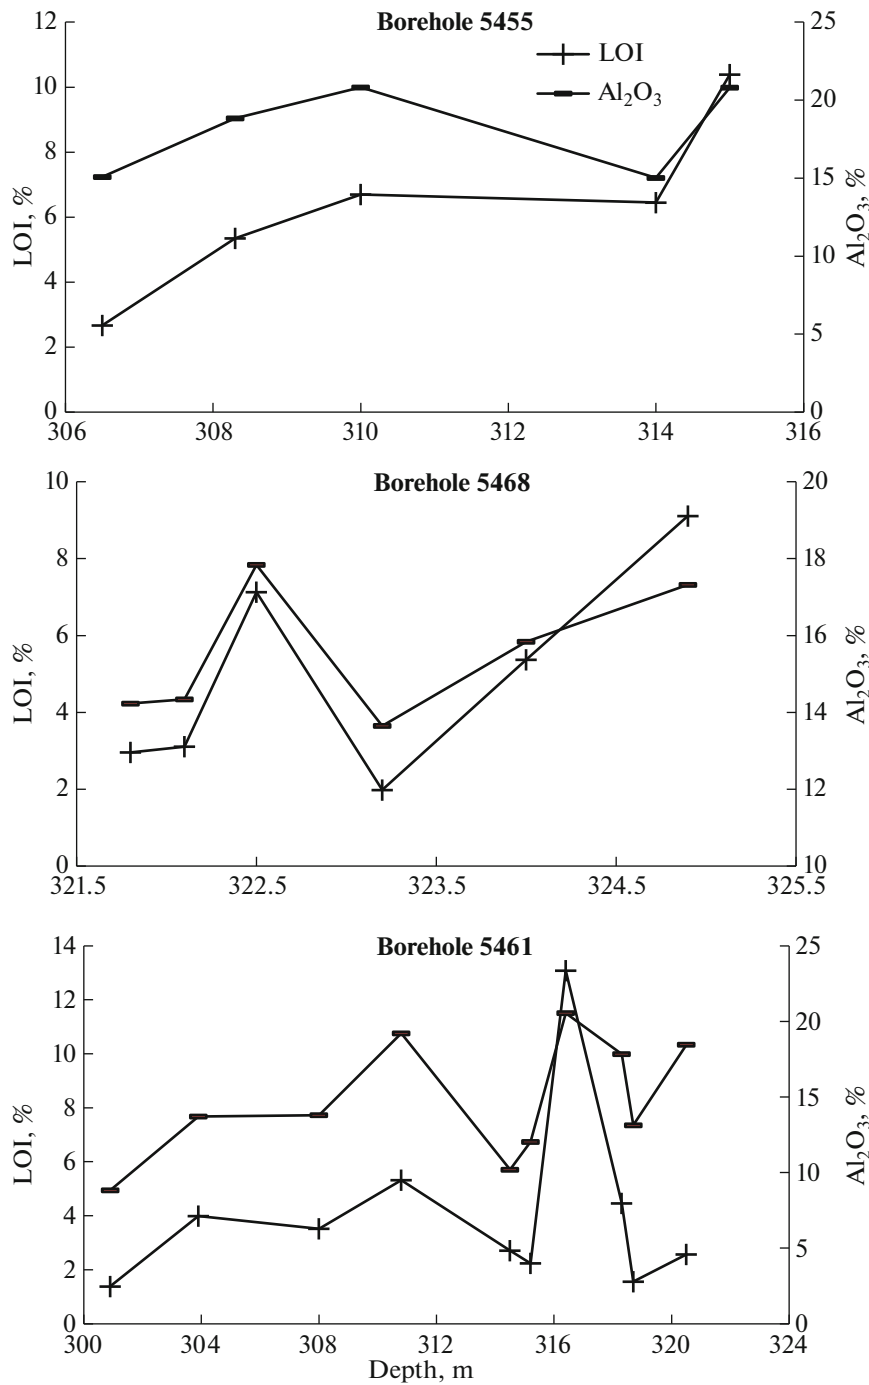 Borehole 5455
LOI
Al₂O₃
12
10
8
6
4
2
0
LOI, %
25
20
15
10
5
0
Al₂O₃, %
306 308 310 312 314 316
Borehole 5468
10
8
6
4
2
0
LOI, %
20
18
16
14
12
10
Al₂O₃, %
321.5 322.5 323.5 324.5 325.5
Borehole 5461
14
12
10
8
6
4
2
0
LOI, %
25
20
15
10
5
0
Al₂O₃, %
300 304 308 312 316 320 324
Depth, m